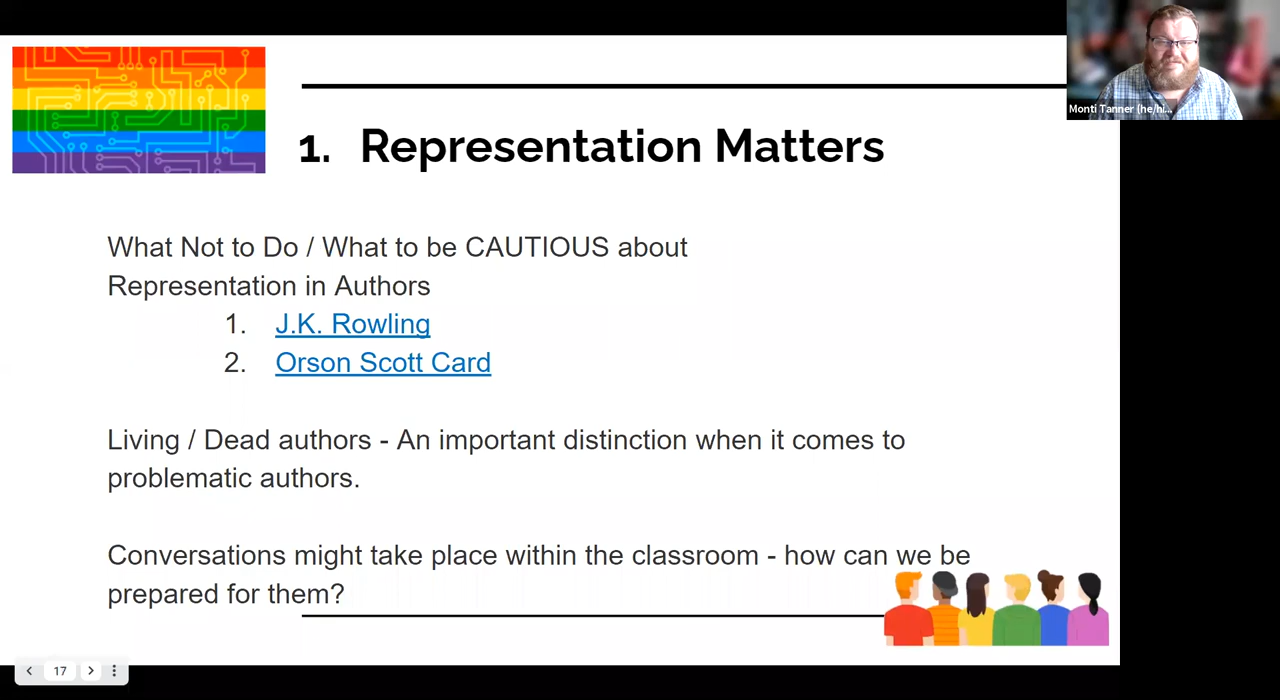 Monti Tanner (he/hi...
1. Representation Matters
What Not to Do / What to be CAUTIOUS about
Representation in Authors
1. J.K. Rowling
2. Orson Scott Card
Living / Dead authors - An important distinction when it comes to
problematic authors.
Conversations might take place within the classroom - how can we be
prepared for them?
17